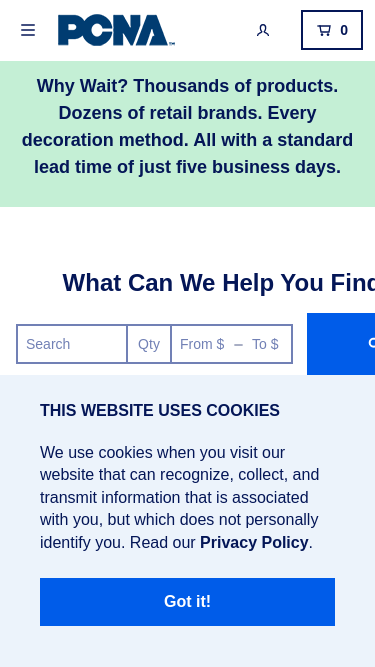 PCNA™
0
Why Wait? Thousands of products.
Dozens of retail brands. Every
decoration method. All with a standard
lead time of just five business days.
What Can We Help You Find
Search
Qty
From $ – To $
THIS WEBSITE USES COOKIES
We use cookies when you visit our
website that can recognize, collect, and
transmit information that is associated
with you, but which does not personally
identify you. Read our Privacy Policy.
Got it!